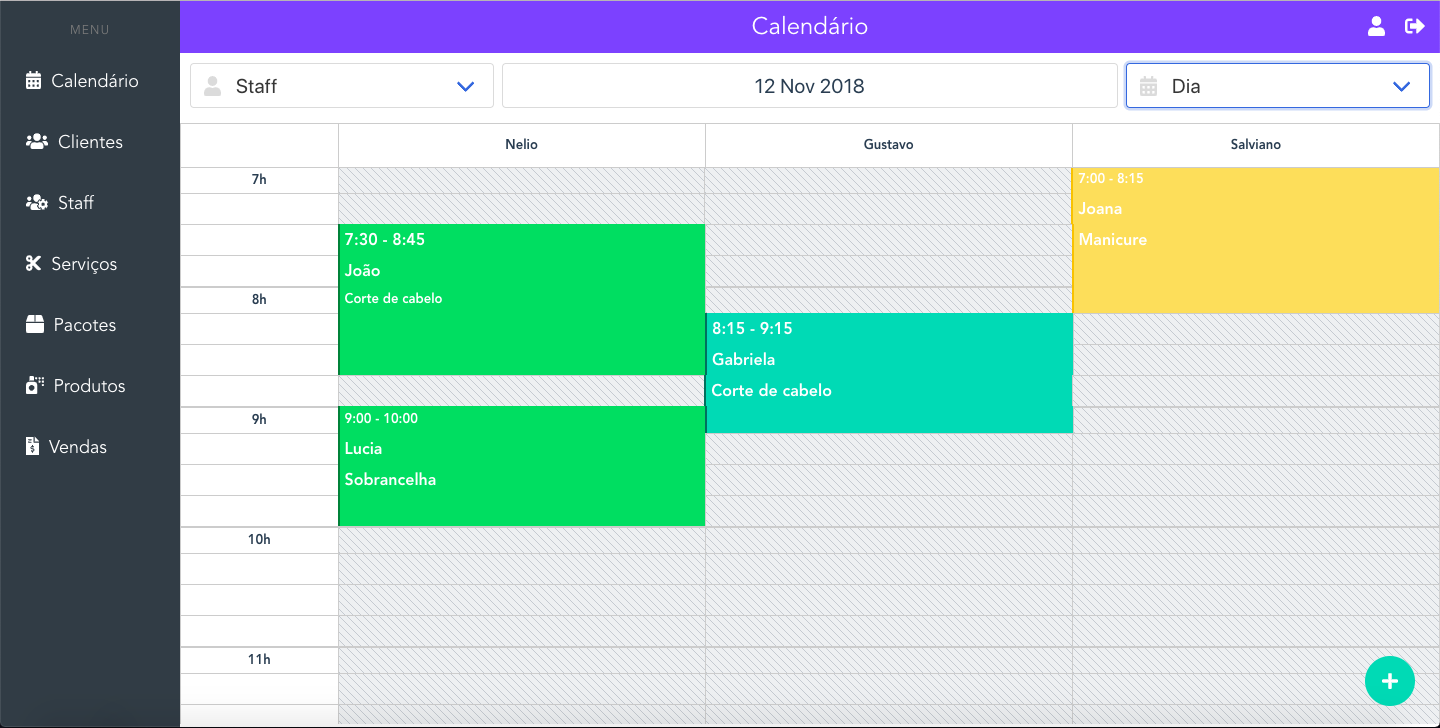 MENU
Calendário
Clientes
Staff
Serviços
Pacotes
Produtos
Vendas
Calendário
Staff
12 Nov 2018
Dia
Nelio
Gustavo
Salviano
7h
7:00 - 8:15
Joana
Manicure
7:30 - 8:45
João
Corte de cabelo
8h
8:15 - 9:15
Gabriela
Corte de cabelo
9h
9:00 - 10:00
Lucia
Sobrancelha
10h
11h